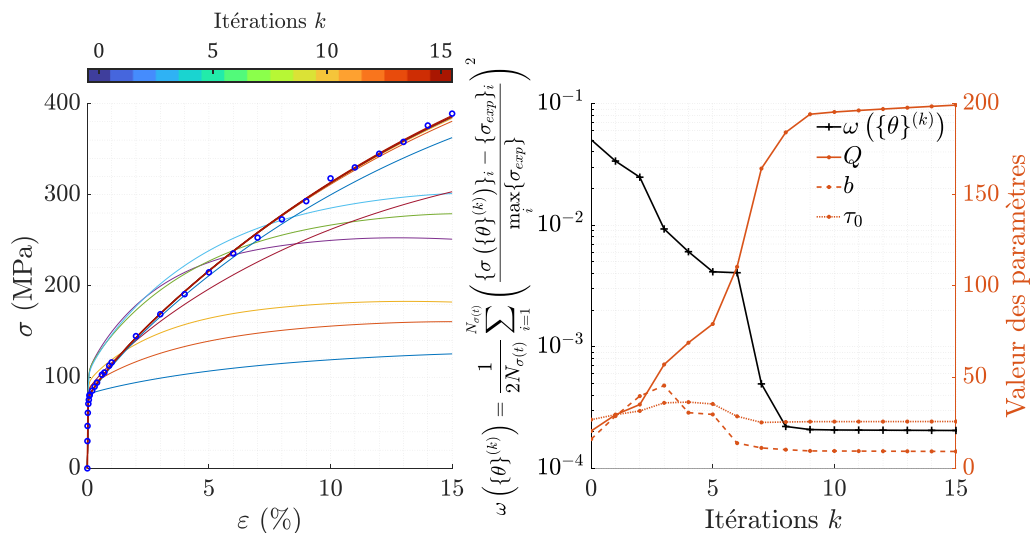 Itérations k
0 5 10 15
400
300
200
100
0
σ (MPa)
0 5 10 15
ε (%)
ω ({θ}^(k)) = 1/(2N_σ(t)) ∑_{i=1}^{N_σ(t)} ( ({σ ({θ}^(k))}_i − {σ_exp}_i) / max_i{σ_exp} )^2
10^-1
10^-2
10^-3
10^-4
ω ({θ}^(k))
Q
b
τ_0
200
150
100
50
0
Valeur des paramètres
0 5 10 15
Itérations k